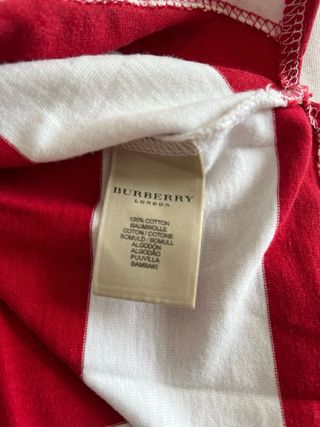 BURBERRY
LONDON
100% COTTON
BAUMWOLLE
COTON / COTONE
BOMULD / BOMULL
ALGODÓN
ALGODÃO
PUUVILLA
BAMBAKI